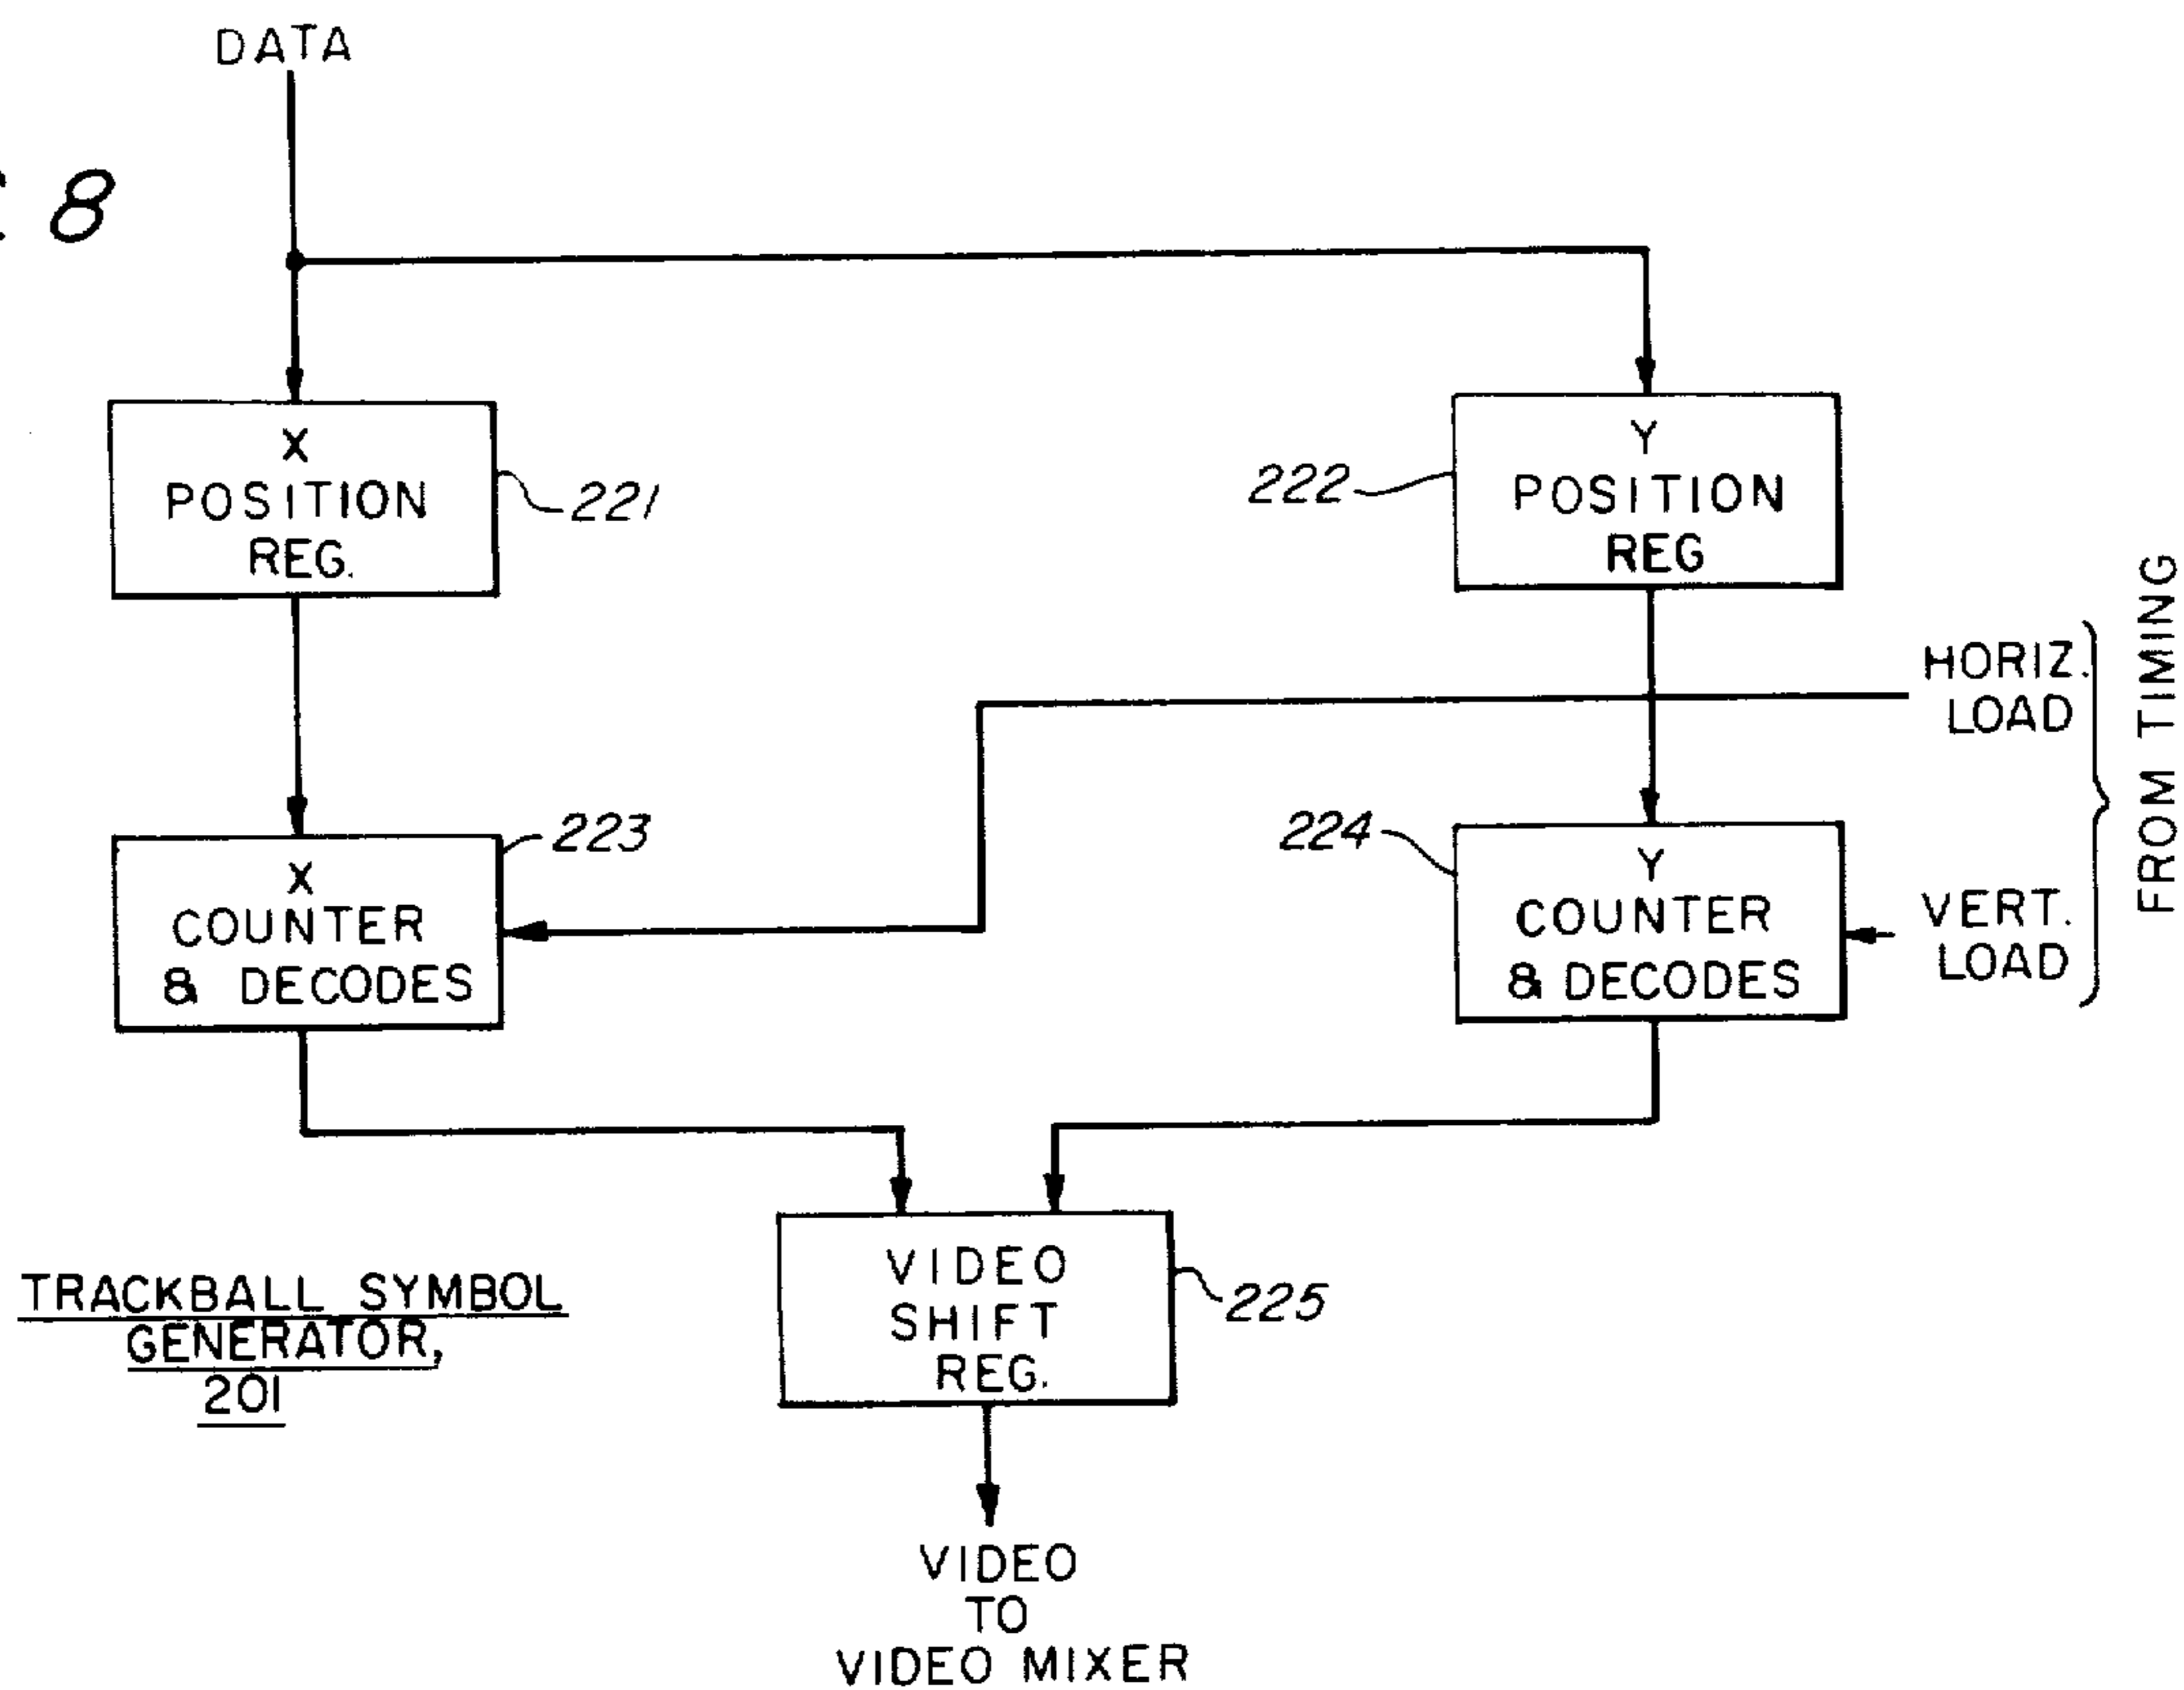 DATA
8
X
POSITION
REG.
221
222
Y
POSITION
REG
HORIZ.
LOAD
FROM TIMING
X
COUNTER
& DECODES
223
224
Y
COUNTER
& DECODES
VERT.
LOAD
TRACKBALL SYMBOL
GENERATOR,
201
VIDEO
SHIFT
REG.
225
VIDEO
TO
VIDEO MIXER